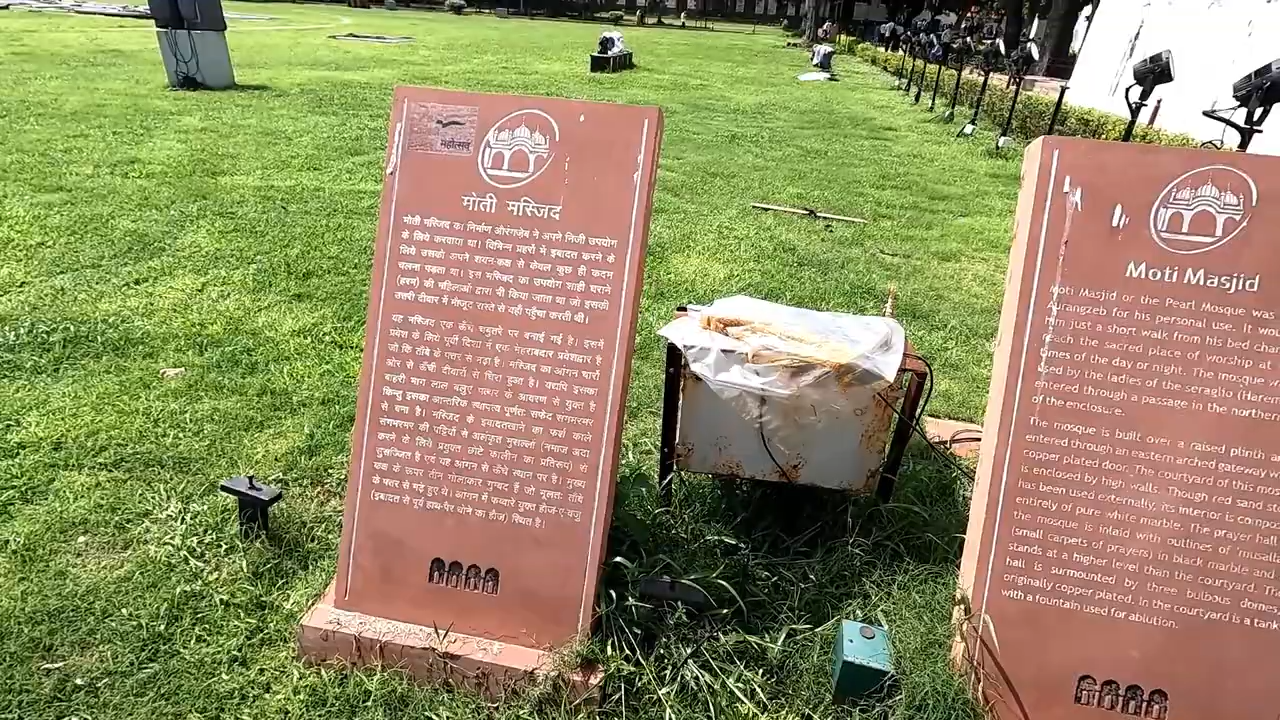 महोत्सव
मोती मस्जिद
मोती मस्जिद का निर्माण औरंगजेब ने अपने निजी उपयोग
के लिये करवाया था। विभिन्न प्रहरों में इबादत करने के
लिये उसको अपने शयन-कक्ष से केवल कुछ ही कदम
चलना पड़ता था। इस मस्जिद का उपयोग शाही घराने
(हरम) की महिलाओं द्वारा भी किया जाता था जो इसकी
उत्तरी दीवार में मौजूद रास्ते से यहाँ पहुँचा करती थीं।
यह मस्जिद एक ऊँचे चबूतरे पर बनाई गई है। इसमें
प्रवेश के लिये पूर्वी दिशा में एक मेहराबदार प्रवेशद्वार है
जो कि ताँबे के पत्तर से मढ़ा है। मस्जिद का आँगन चारों
ओर से ऊँची दीवारों से घिरा हुआ है। यद्यपि इसका
बाहरी भाग लाल बलुए पत्थर के आवरण से युक्त है
किन्तु इसका आन्तरिक स्थापत्य पूर्णतः सफेद संगमरमर
से बना है। मस्जिद के इबादतखाने का फर्श काले
संगमरमर की पट्टियों से अलंकृत मुसल्लों (नमाज अदा
करने के लिये प्रयुक्त छोटे कालीन का प्रतिरूप) से
सुसज्जित है एवं यह आंगन से ऊँचे स्थान पर है। मुख्य
कक्ष के ऊपर तीन गोलाकार गुम्बद हैं जो मूलतः ताँबे
के पत्तर से मढ़े हुए थे। आंगन में फव्वारे युक्त हौज-ए-वजू
(इबादत से पूर्व हाथ-पैर धोने का हौज) स्थित है।
Moti Masjid
Moti Masjid or the Pearl Mosque was
Aurangzeb for his personal use. It wou
him just a short walk from his bed cham
reach the sacred place of worship at
times of the day or night. The mosque w
used by the ladies of the seraglio (Harem
entered through a passage in the northern
of the enclosure.
The mosque is built over a raised plinth an
entered through an eastern arched gateway w
copper plated door. The courtyard of this mos
is enclosed by high walls. Though red sand sto
has been used externally, its interior is compos
entirely of pure white marble. The prayer hall
the mosque is inlaid with outlines of 'musalla
(small carpets of prayers) in black marble and
stands at a higher level than the courtyard. The
hall is surmounted by three bulbous domes
originally copper plated. In the courtyard is a tank
with a fountain used for ablution.